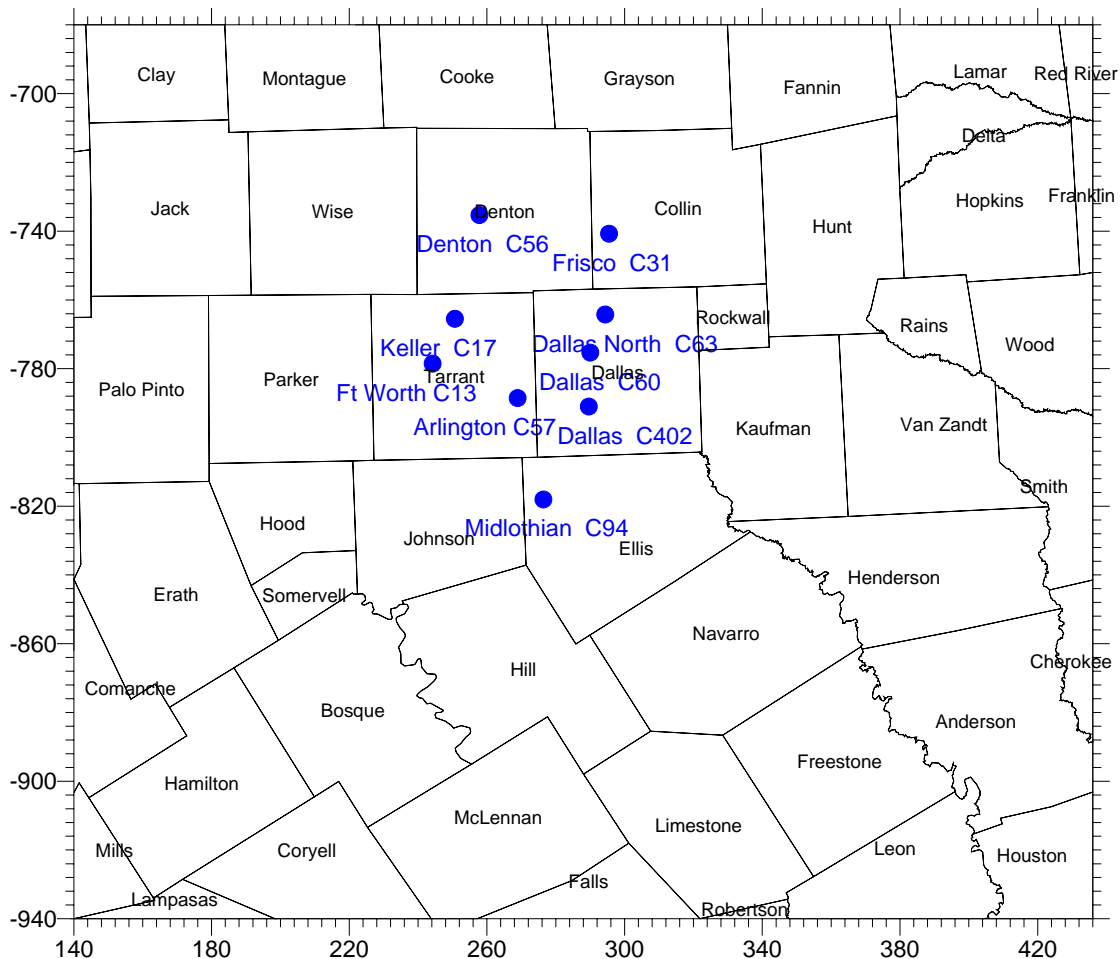 -700
-740
-780
-820
-860
-900
-940
140
180
220
260
300
340
380
420
Clay
Montague
Cooke
Grayson
Fannin
Lamar
Red River
Delta
Jack
Wise
Denton
Collin
Hunt
Hopkins
Franklin
Denton  C56
Frisco  C31
Rockwall
Rains
Wood
Keller  C17
Dallas North  C63
Palo Pinto
Parker
Tarrant
Dallas
Ft Worth C13
Dallas  C60
Arlington C57
Dallas  C402
Kaufman
Van Zandt
Smith
Hood
Johnson
Midlothian  C94
Ellis
Erath
Somervell
Henderson
Navarro
Hill
Cherokee
Comanche
Bosque
Anderson
Hamilton
Freestone
McLennan
Limestone
Mills
Coryell
Leon
Houston
Falls
Lampasas
Robertson